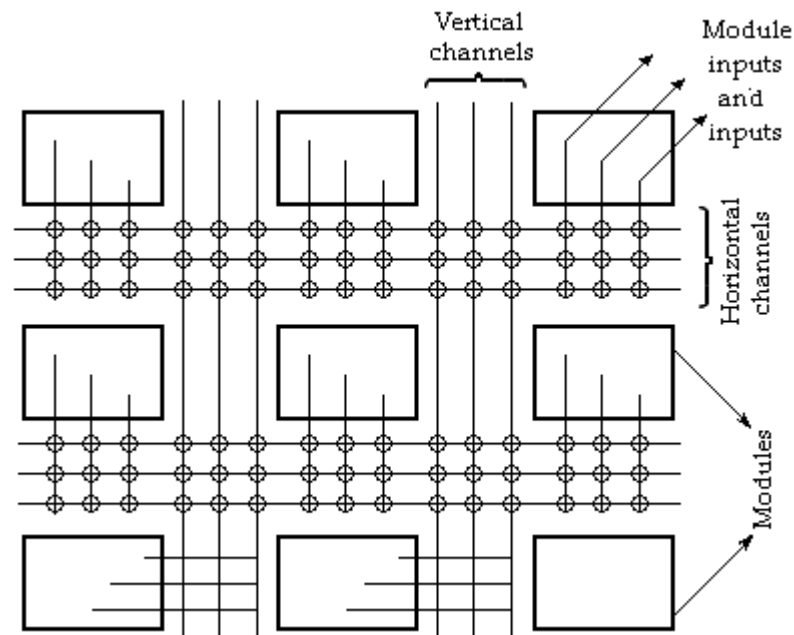 Vertical
channels
Module
inputs
and
inputs
Horizontal
channels
Modules